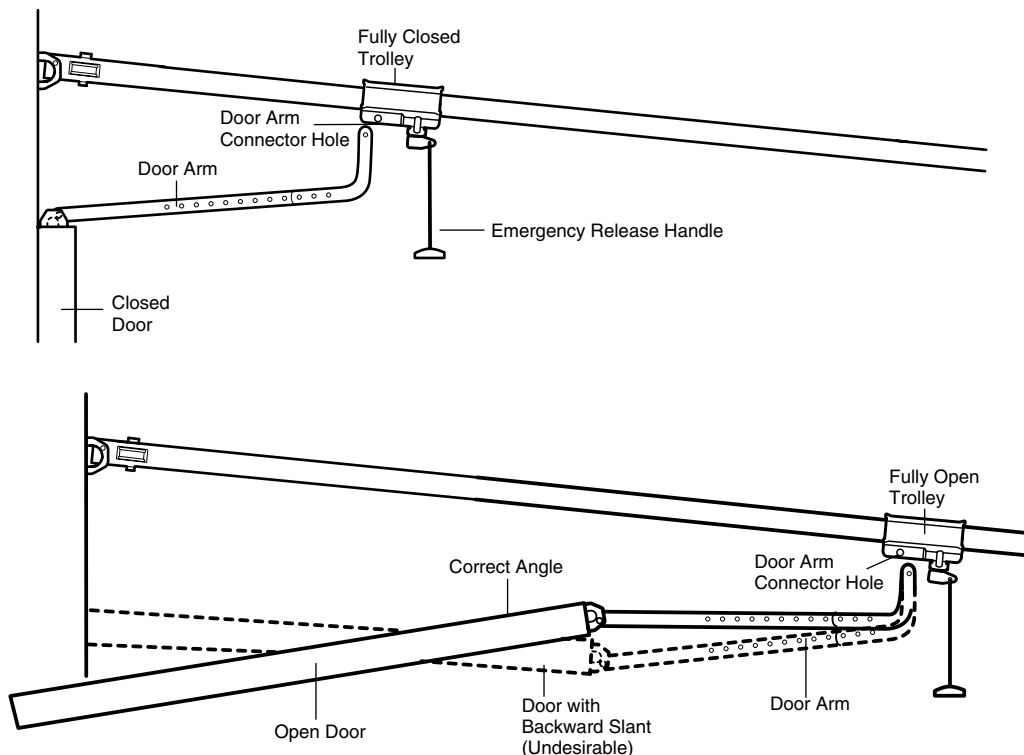 Fully Closed
Trolley
Door Arm
Connector Hole
Door Arm
Emergency Release Handle
Closed
Door
Fully Open
Trolley
Correct Angle
Door Arm
Connector Hole
Door Arm
Open Door
Door with
Backward Slant
(Undesirable)